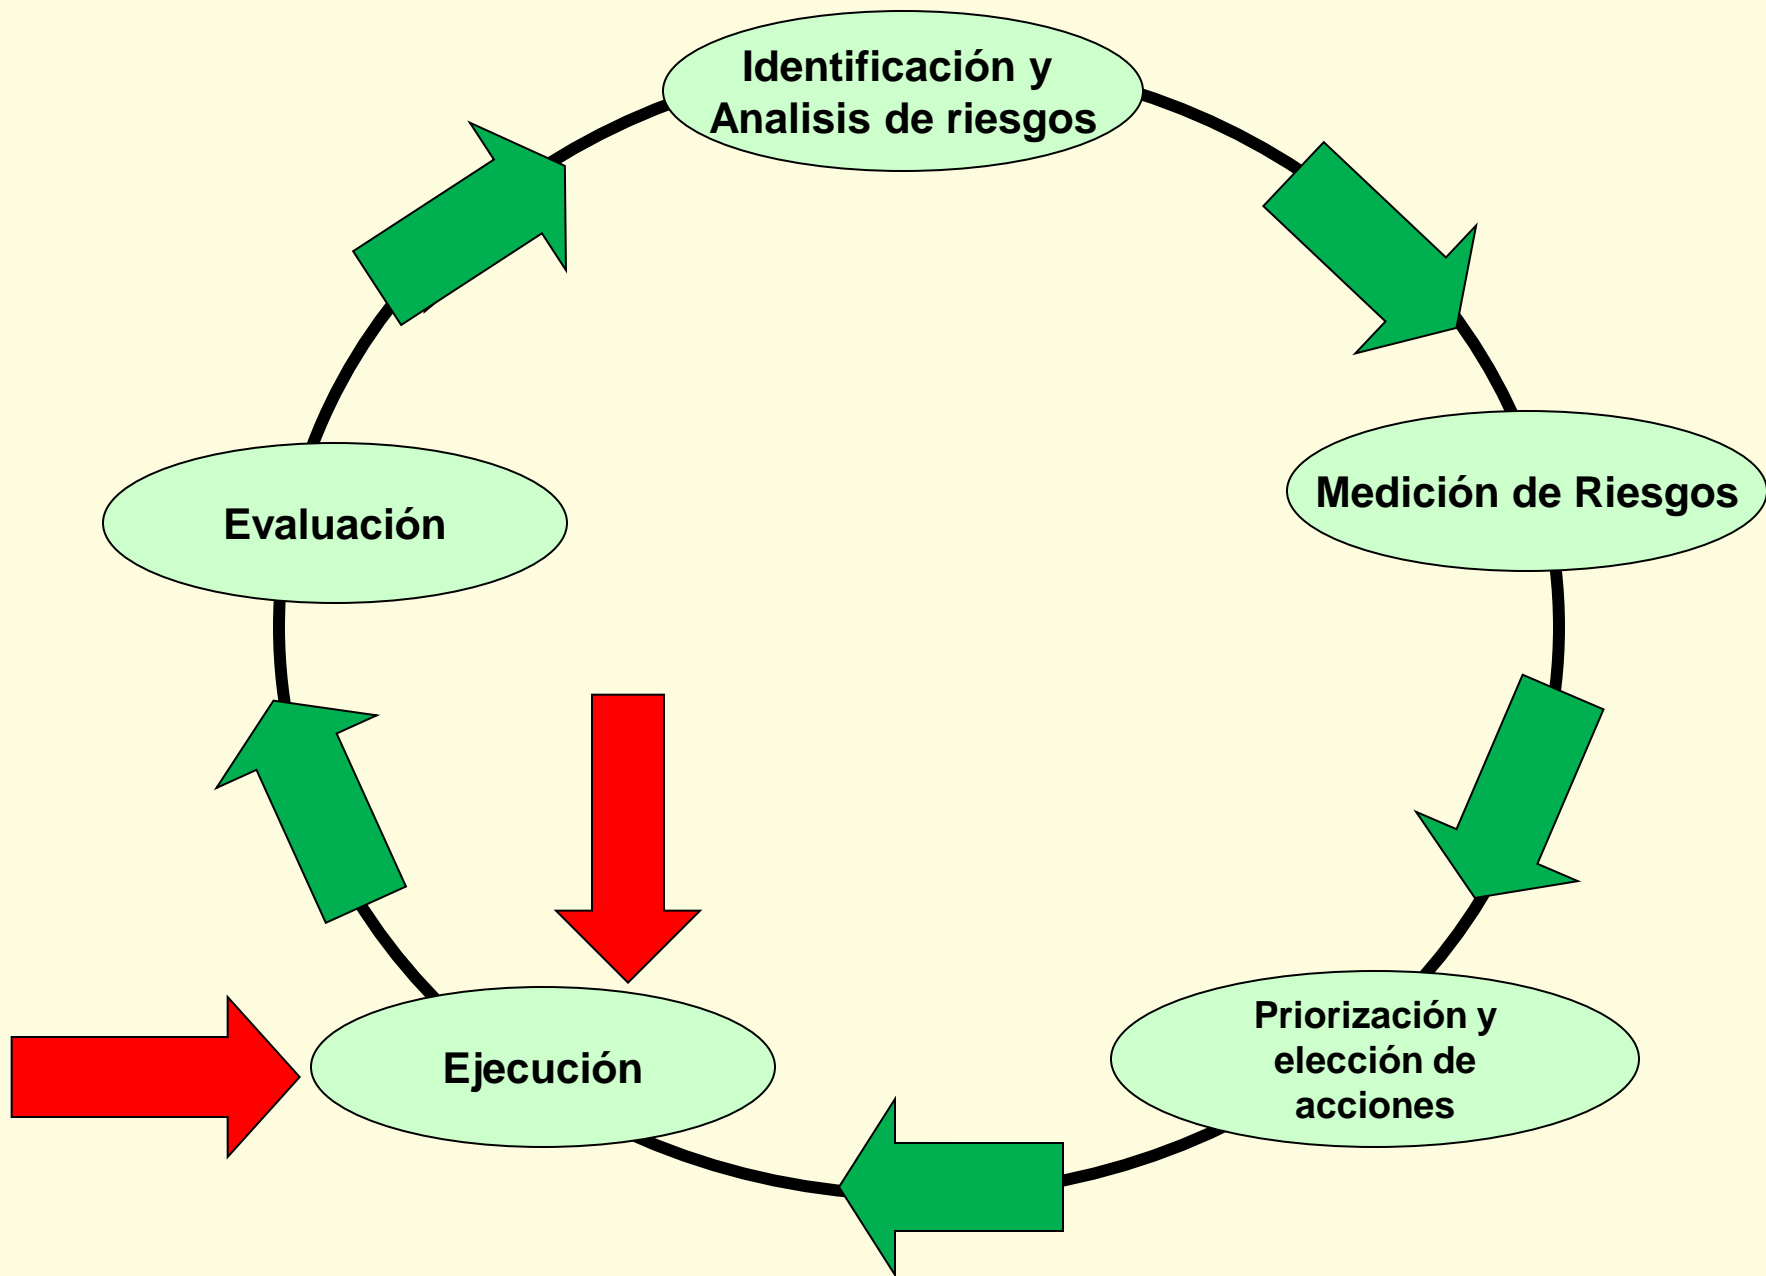 Identificación y
Analisis de riesgos
Medición de Riesgos
Priorización y
elección de
acciones
Ejecución
Evaluación